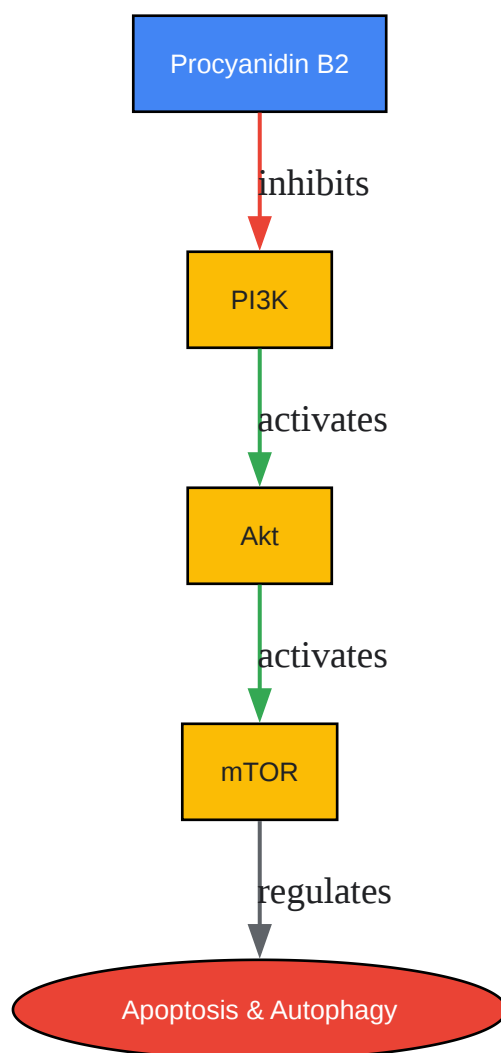 Procyanidin B2
inhibits
PI3K
activates
Akt
activates
mTOR
regulates
Apoptosis & Autophagy